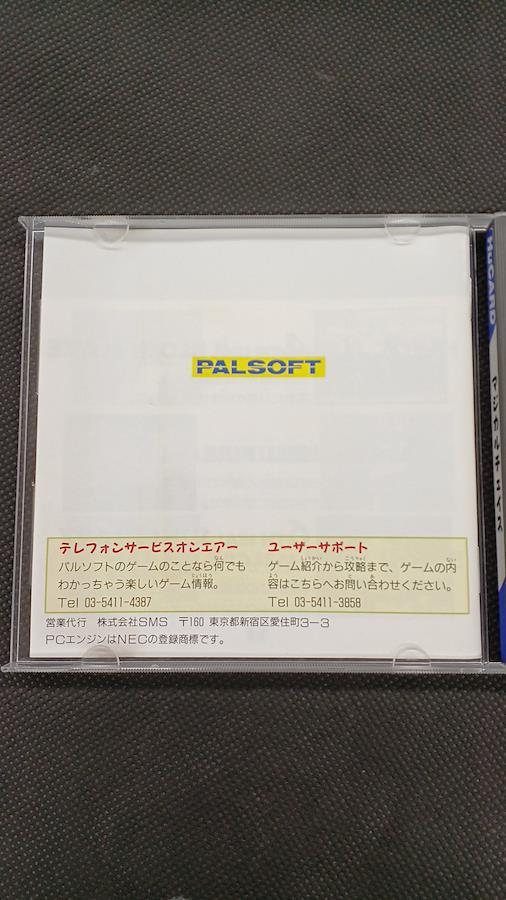 PALSOFT
テレフォンサービスオンエアー
パルソフトのゲームのことなら何でも
わかっちゃう楽しいゲーム情報。
Tel 03-5411-4387
ユーザーサポート
ゲーム紹介から攻略まで、ゲームの内
容はこちらへお問い合わせください。
Tel 03-5411-3858
営業代行 株式会社SMS 〒160 東京都新宿区愛住町3-3
PCエンジンはNECの登録商標です。
HuCARD